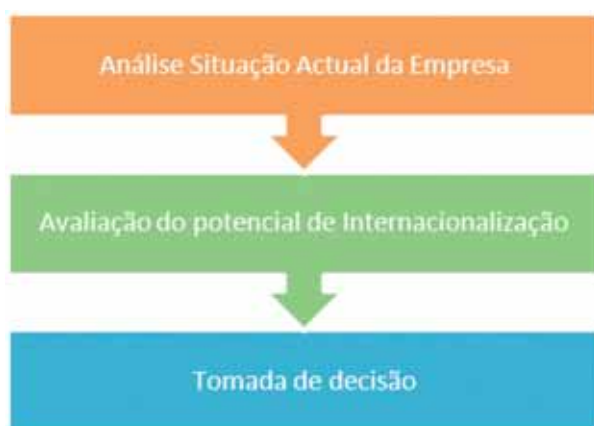 Análise Situação Actual da Empresa
Avaliação do potencial de Internacionalização
Tomada de decisão